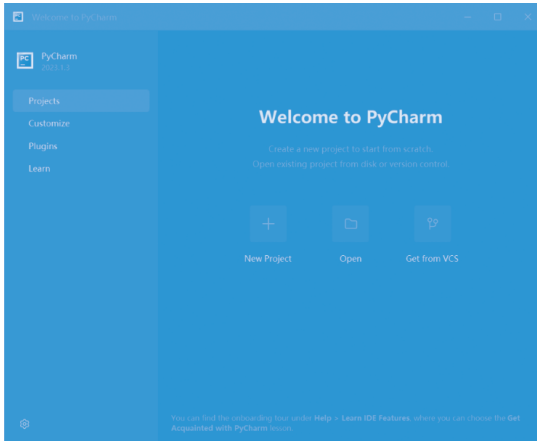 Welcome to PyCharm
PyCharm
2023.1.3
Projects
Customize
Plugins
Learn
Welcome to PyCharm
Create a new project to start from scratch.
Open existing project from disk or version control.
New Project
Open
Get from VCS
You can find the onboarding tour under Help > Learn IDE Features, where you can choose the Get
Acquainted with PyCharm lesson.